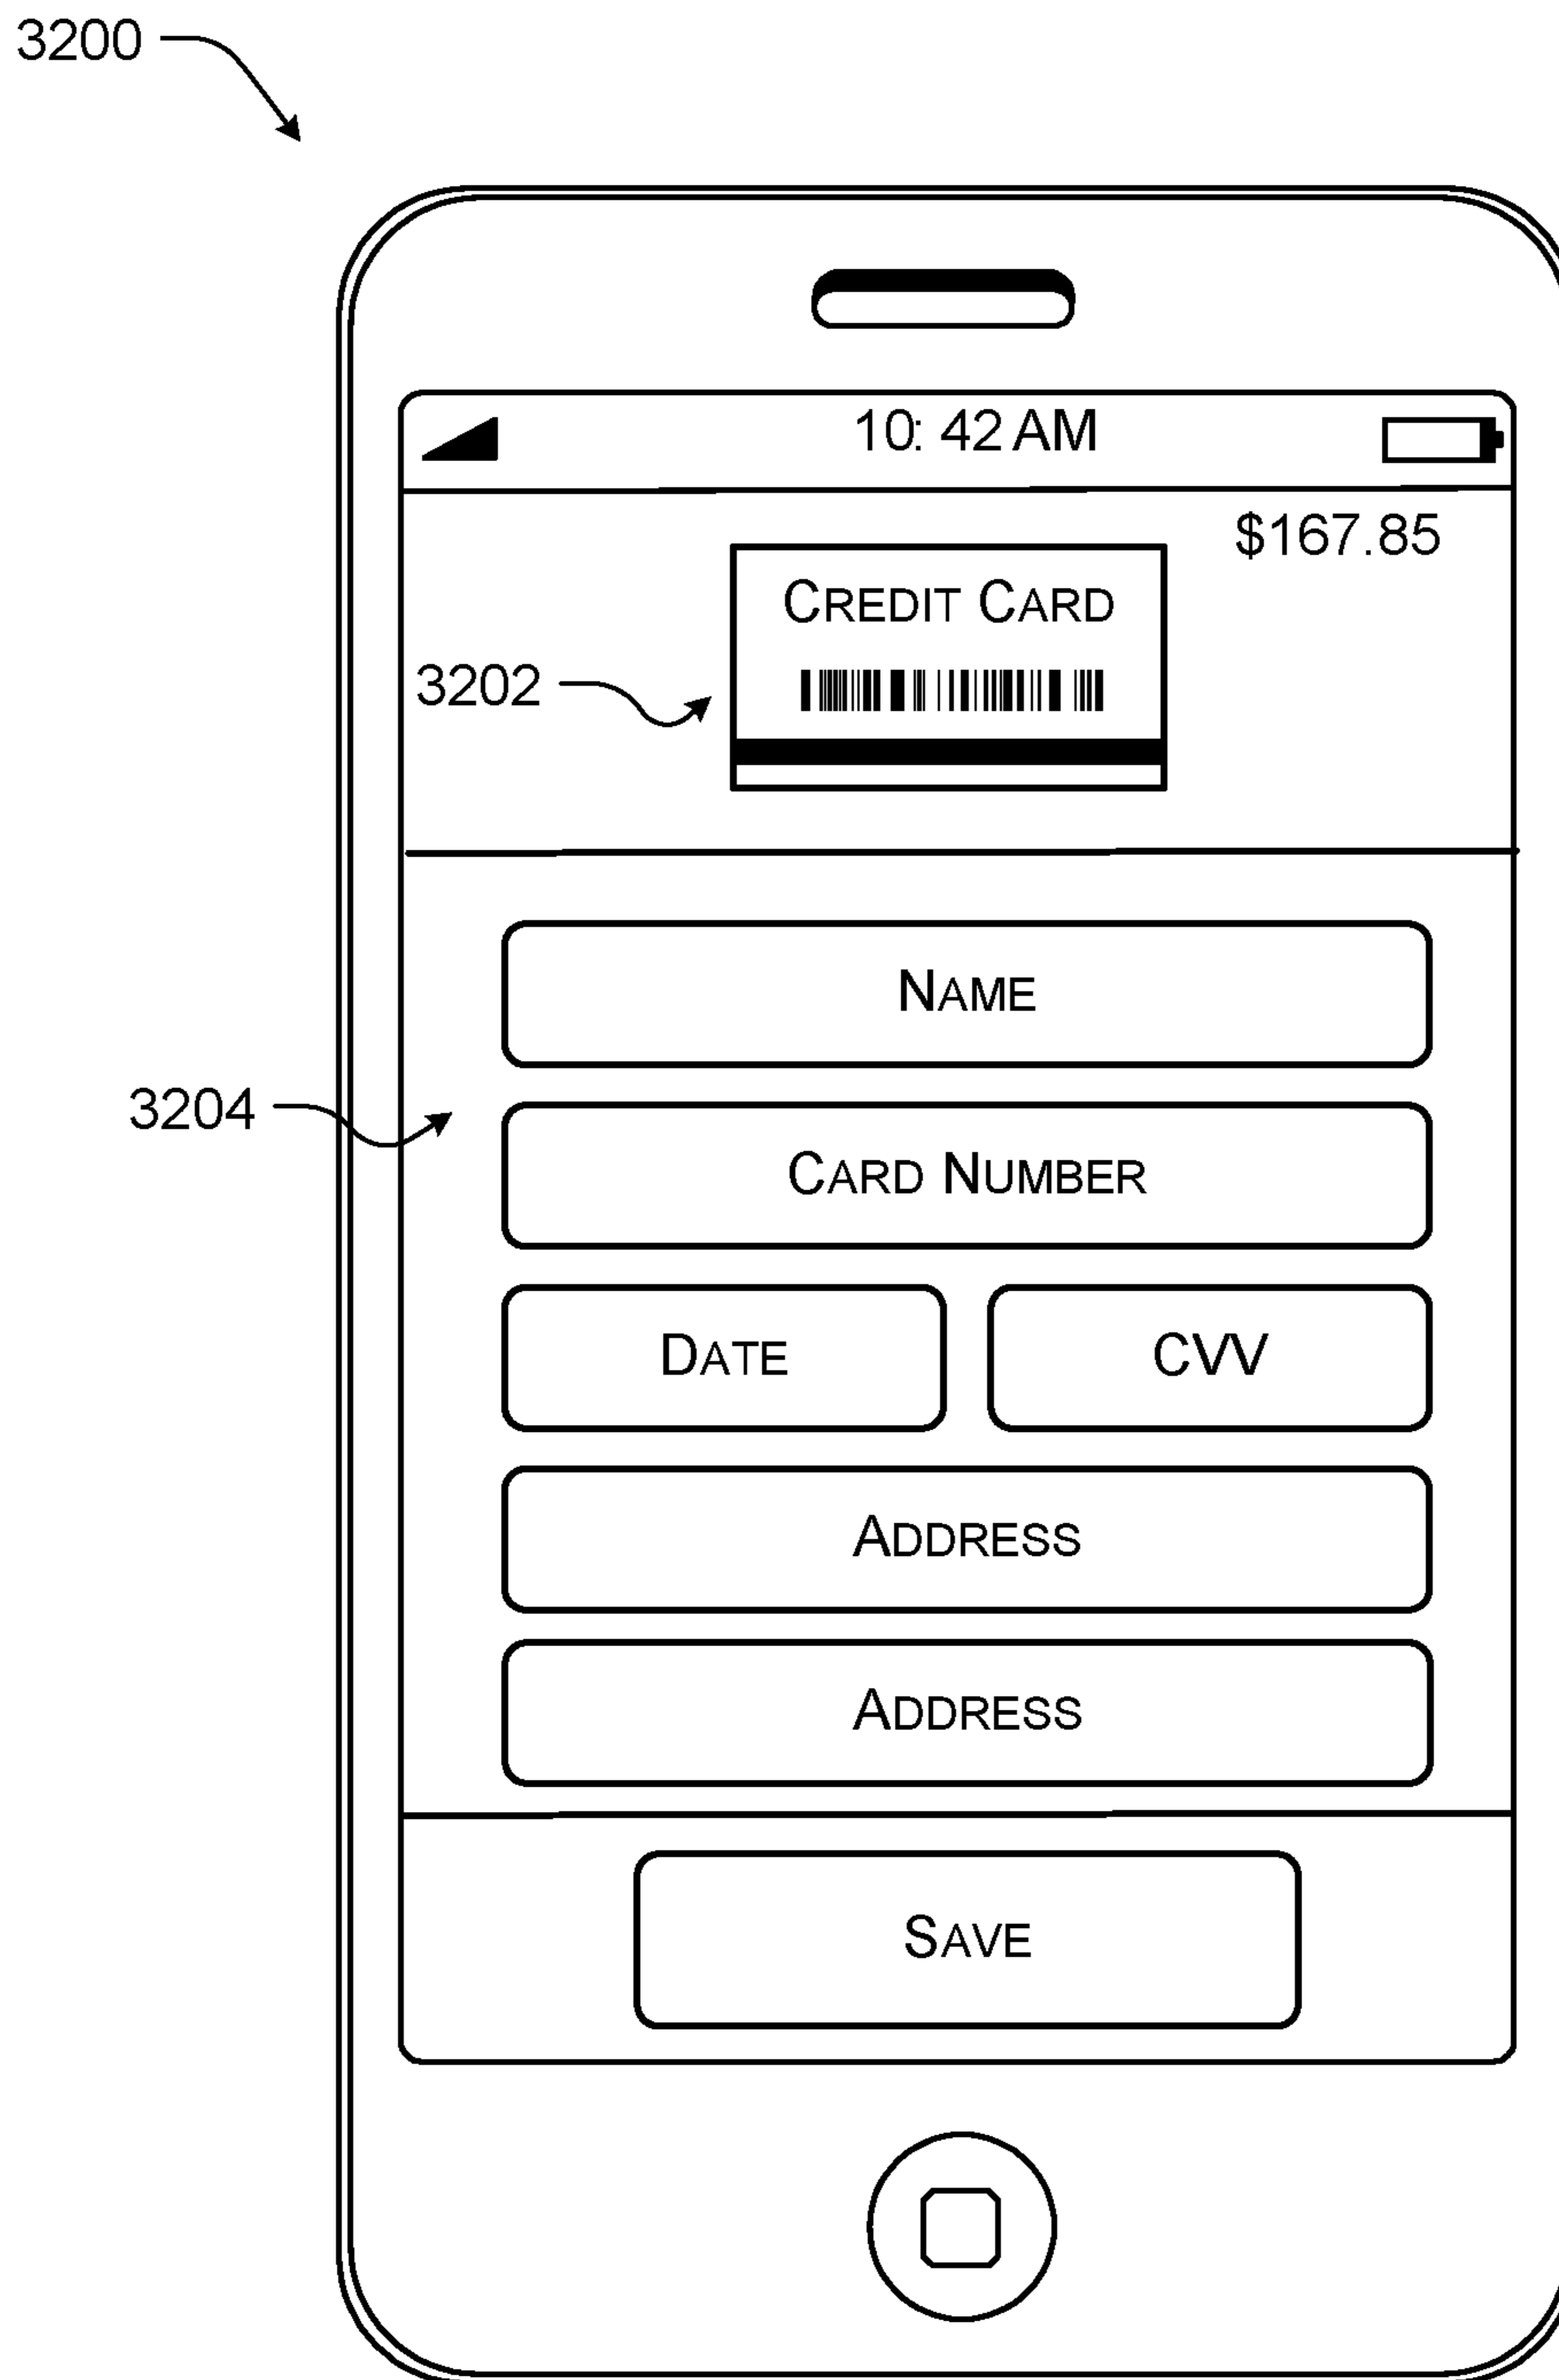 3200
10: 42 AM
$167.85
CREDIT CARD
3202
NAME
3204
CARD NUMBER
DATE
CVV
ADDRESS
ADDRESS
SAVE